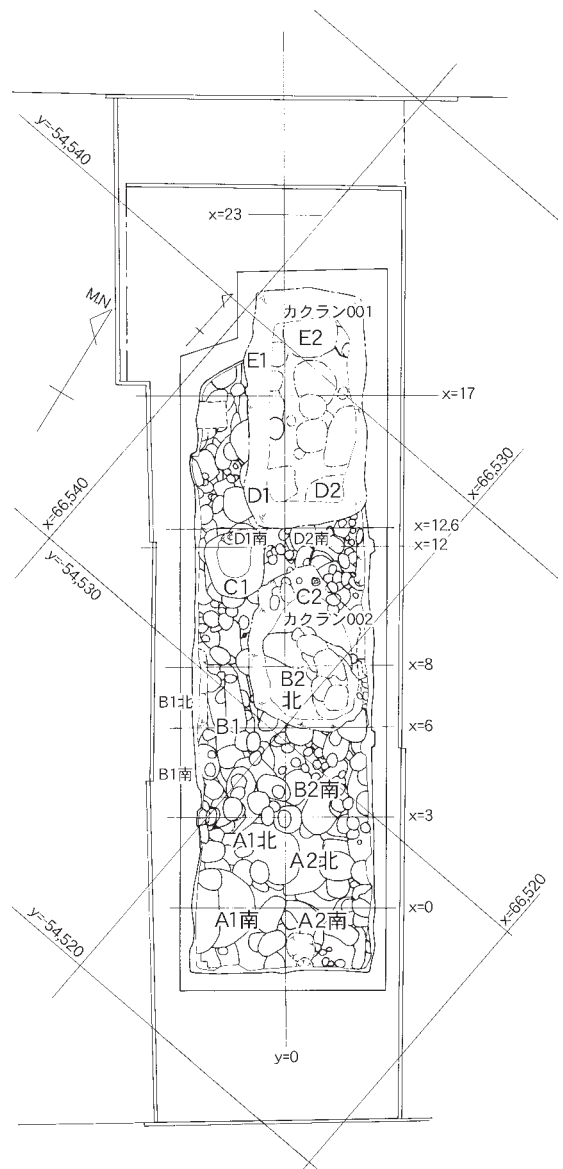 y=-54,540
x=23
M.N
カクラン001
E2
E1
x=17
x=66,540
x=66,530
D1
D2
x=12.6
D1南
D2南
x=12
y=-54,530
C1
C2
カクラン002
x=8
B2
北
B1北
B1
x=6
B1南
B2南
x=3
A1北
A2北
x=0
A1南
A2南
x=66,520
y=-54,520
y=0